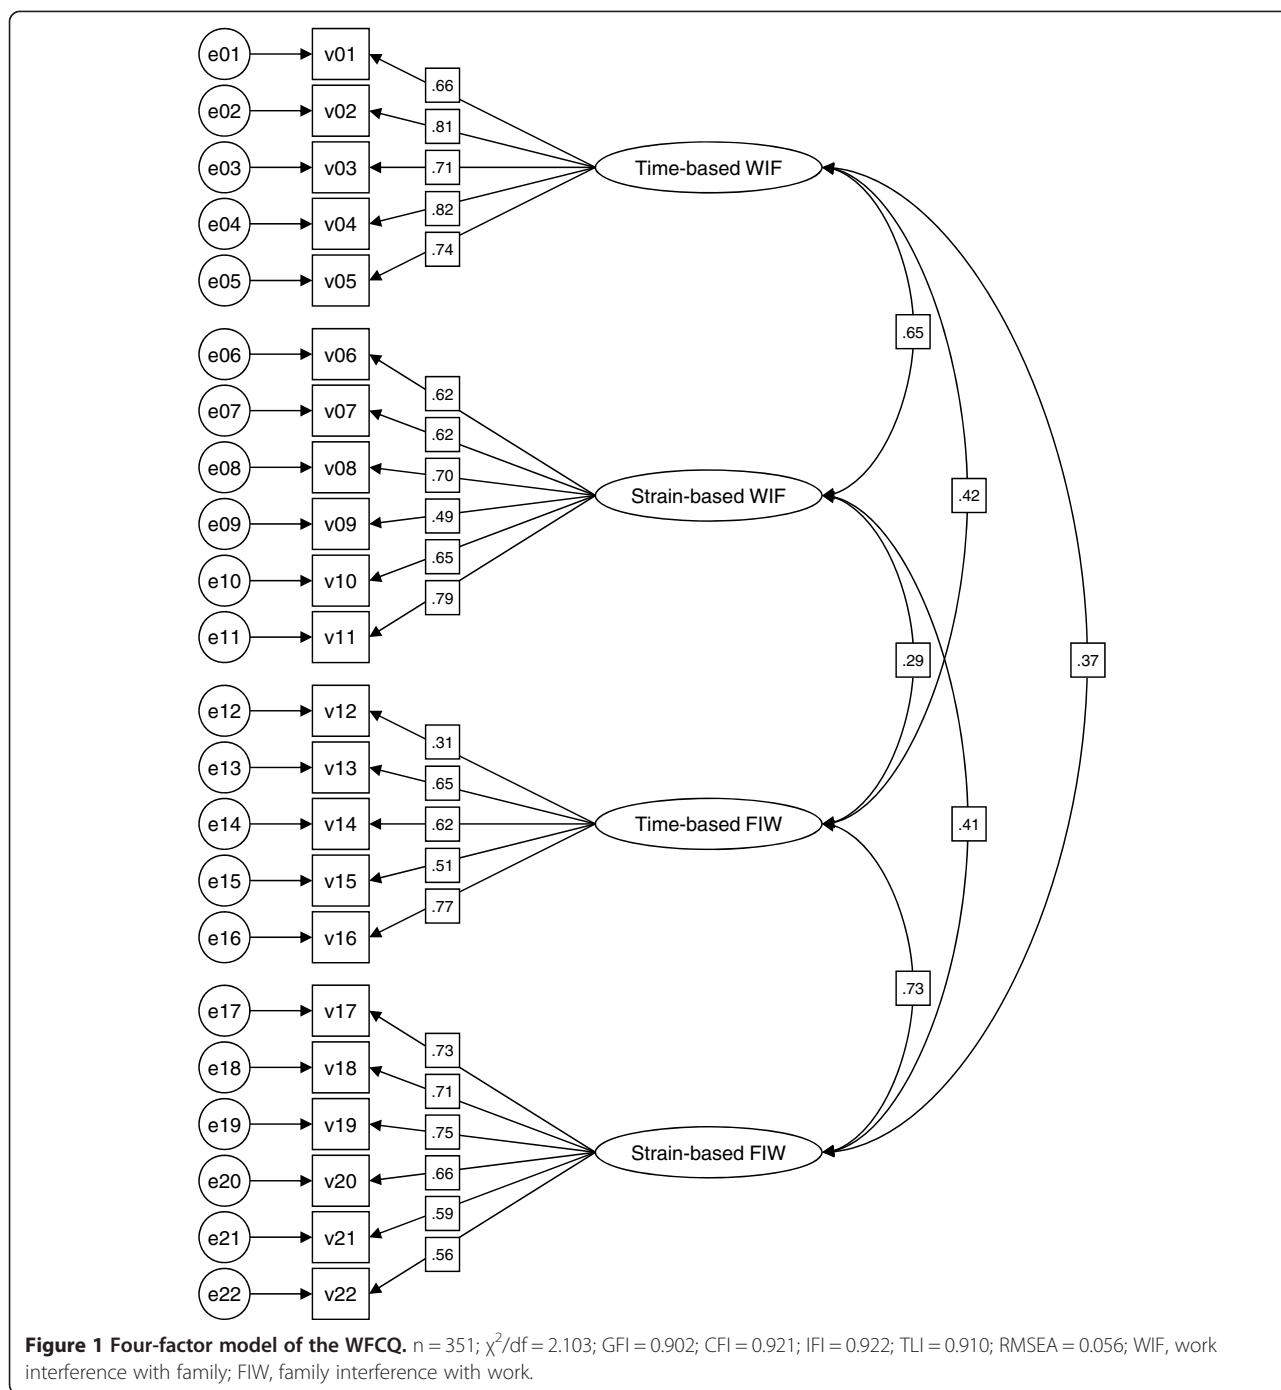 e01 v01
.66
e02 v02
.81
e03 v03 .71 Time-based WIF
e04 v04
.82
.74
e05 v05
.65
e06 v06
.62
e07 v07
.62
e08 v08
.70
Strain-based WIF .42
e09 v09
.49
.65
e10 v10
.79
e11 v11
.29 .37
e12 v12
.31
e13 v13
.65
e14 v14 .62 Time-based FIW .41
.51
e15 v15
.77
e16 v16
.73
e17 v17
.73
e18 v18
.71
e19 v19
.75
Strain-based FIW
.66
e20 v20
.59
e21 v21
.56
e22 v22
Figure 1 Four-factor model of the WFCQ. n = 351; χ²/df = 2.103; GFI = 0.902; CFI = 0.921; IFI = 0.922; TLI = 0.910; RMSEA = 0.056; WIF, work
interference with family; FIW, family interference with work.